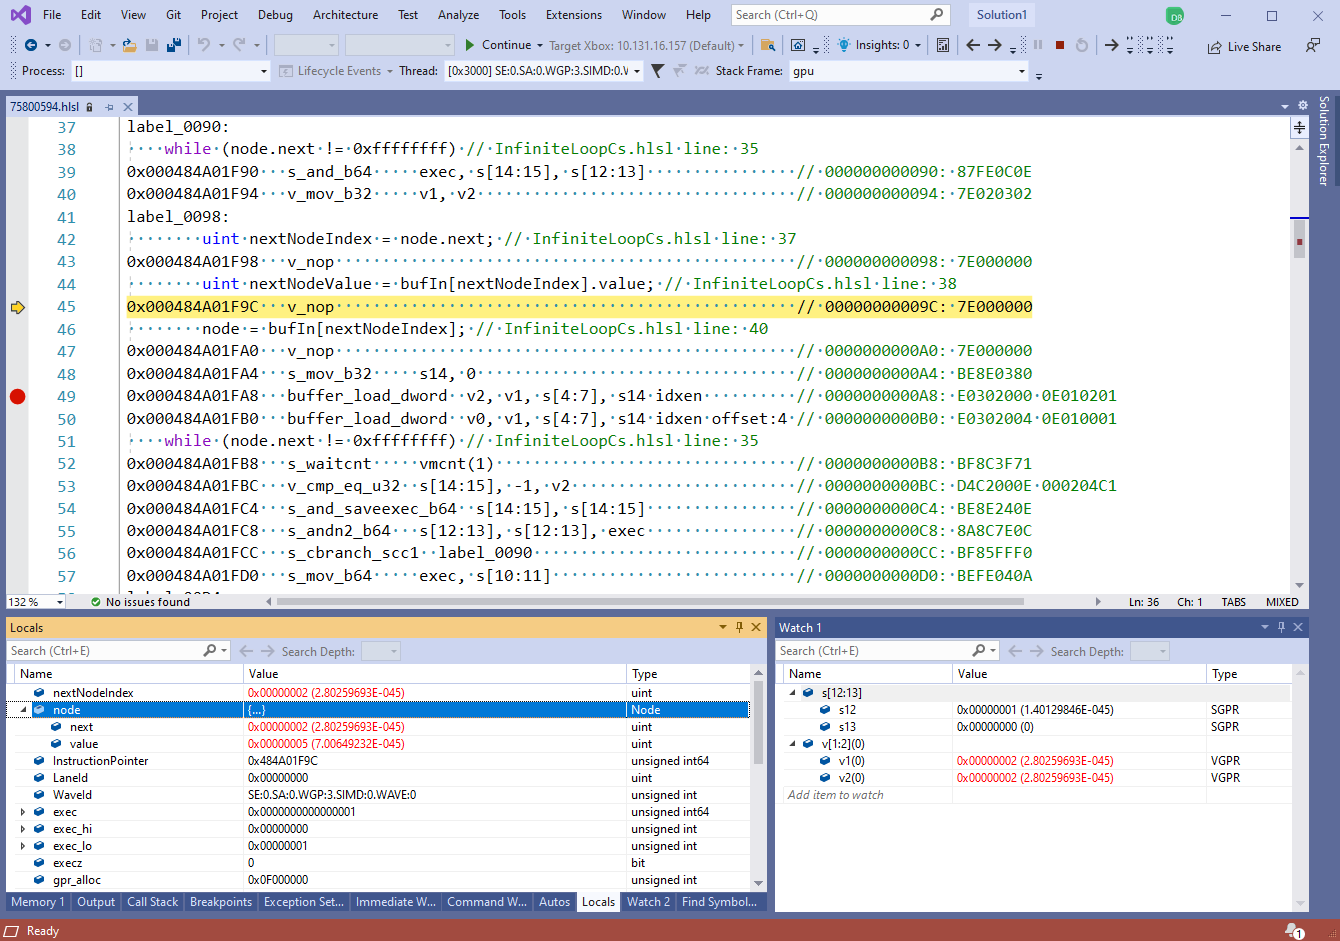 File Edit View Git Project Debug Architecture Test Analyze Tools Extensions Window Help Search (Ctrl+Q) Solution1 DB
Continue Target Xbox: 10.131.16.157 (Default) Insights: 0 Live Share
Process: [] Lifecycle Events Thread: [0x3000] SE:0.SA:0.WGP:3.SIMD:0.W Stack Frame: gpu
75800594.hlsl
Solution Explorer
37 label_0090:
38 ····while·(node.next·!=·0xffffffff)·//·InfiniteLoopCs.hlsl·line:·35
39 0x000484A01F90···s_and_b64·····exec,·s[14:15],·s[12:13]················//·000000000090:·87FE0C0E
40 0x000484A01F94···v_mov_b32·····v1,·v2··································//·000000000094:·7E020302
41 label_0098:
42 ········uint·nextNodeIndex·=·node.next;·//·InfiniteLoopCs.hlsl·line:·37
43 0x000484A01F98···v_nop·················································//·000000000098:·7E000000
44 ········uint·nextNodeValue·=·bufIn[nextNodeIndex].value;·//·InfiniteLoopCs.hlsl·line:·38
45 0x000484A01F9C···v_nop·················································//·00000000009C:·7E000000
46 ········node·=·bufIn[nextNodeIndex];·//·InfiniteLoopCs.hlsl·line:·40
47 0x000484A01FA0···v_nop·················································//·0000000000A0:·7E000000
48 0x000484A01FA4···s_mov_b32·····s14,·0··································//·0000000000A4:·BE8E0380
49 0x000484A01FA8···buffer_load_dword··v2,·v1,·s[4:7],·s14·idxen··········//·0000000000A8:·E0302000·0E010201
50 0x000484A01FB0···buffer_load_dword··v0,·v1,·s[4:7],·s14·idxen·offset:4·//·0000000000B0:·E0302004·0E010001
51 ····while·(node.next·!=·0xffffffff)·//·InfiniteLoopCs.hlsl·line:·35
52 0x000484A01FB8···s_waitcnt·····vmcnt(1)································//·0000000000B8:·BF8C3F71
53 0x000484A01FBC···v_cmp_eq_u32··s[14:15],·-1,·v2························//·0000000000BC:·D4C2000E·000204C1
54 0x000484A01FC4···s_and_saveexec_b64··s[14:15],·s[14:15]················//·0000000000C4:·BE8E240E
55 0x000484A01FC8···s_andn2_b64···s[12:13],·s[12:13],·exec················//·0000000000C8:·8A8C7E0C
56 0x000484A01FCC···s_cbranch_scc1··label_0090····························//·0000000000CC:·BF85FFF0
57 0x000484A01FD0···s_mov_b64·····exec,·s[10:11]··························//·0000000000D0:·BEFE040A
132 % No issues found Ln: 36 Ch: 1 TABS MIXED
Locals
Search (Ctrl+E) Search Depth:
Name Value Type
nextNodeIndex 0x00000002 (2.80259693E-045) uint
node {...} Node
next 0x00000002 (2.80259693E-045) uint
value 0x00000005 (7.00649232E-045) uint
InstructionPointer 0x484A01F9C unsigned int64
LaneId 0x00000000 uint
WaveId SE:0.SA:0.WGP:3.SIMD:0.WAVE:0 unsigned int
exec 0x0000000000000001 unsigned int64
exec_hi 0x00000000 unsigned int
exec_lo 0x00000001 unsigned int
execz 0 bit
gpr_alloc 0x0F000000 unsigned int
Memory 1 Output Call Stack Breakpoints Exception Set... Immediate W... Command W... Autos Locals Watch 2 Find Symbol...
Watch 1
Search (Ctrl+E) Search Depth:
Name Value Type
s[12:13]
s12 0x00000001 (1.40129846E-045) SGPR
s13 0x00000000 (0) SGPR
v[1:2](0)
v1(0) 0x00000002 (2.80259693E-045) VGPR
v2(0) 0x00000002 (2.80259693E-045) VGPR
Add item to watch
Ready 1